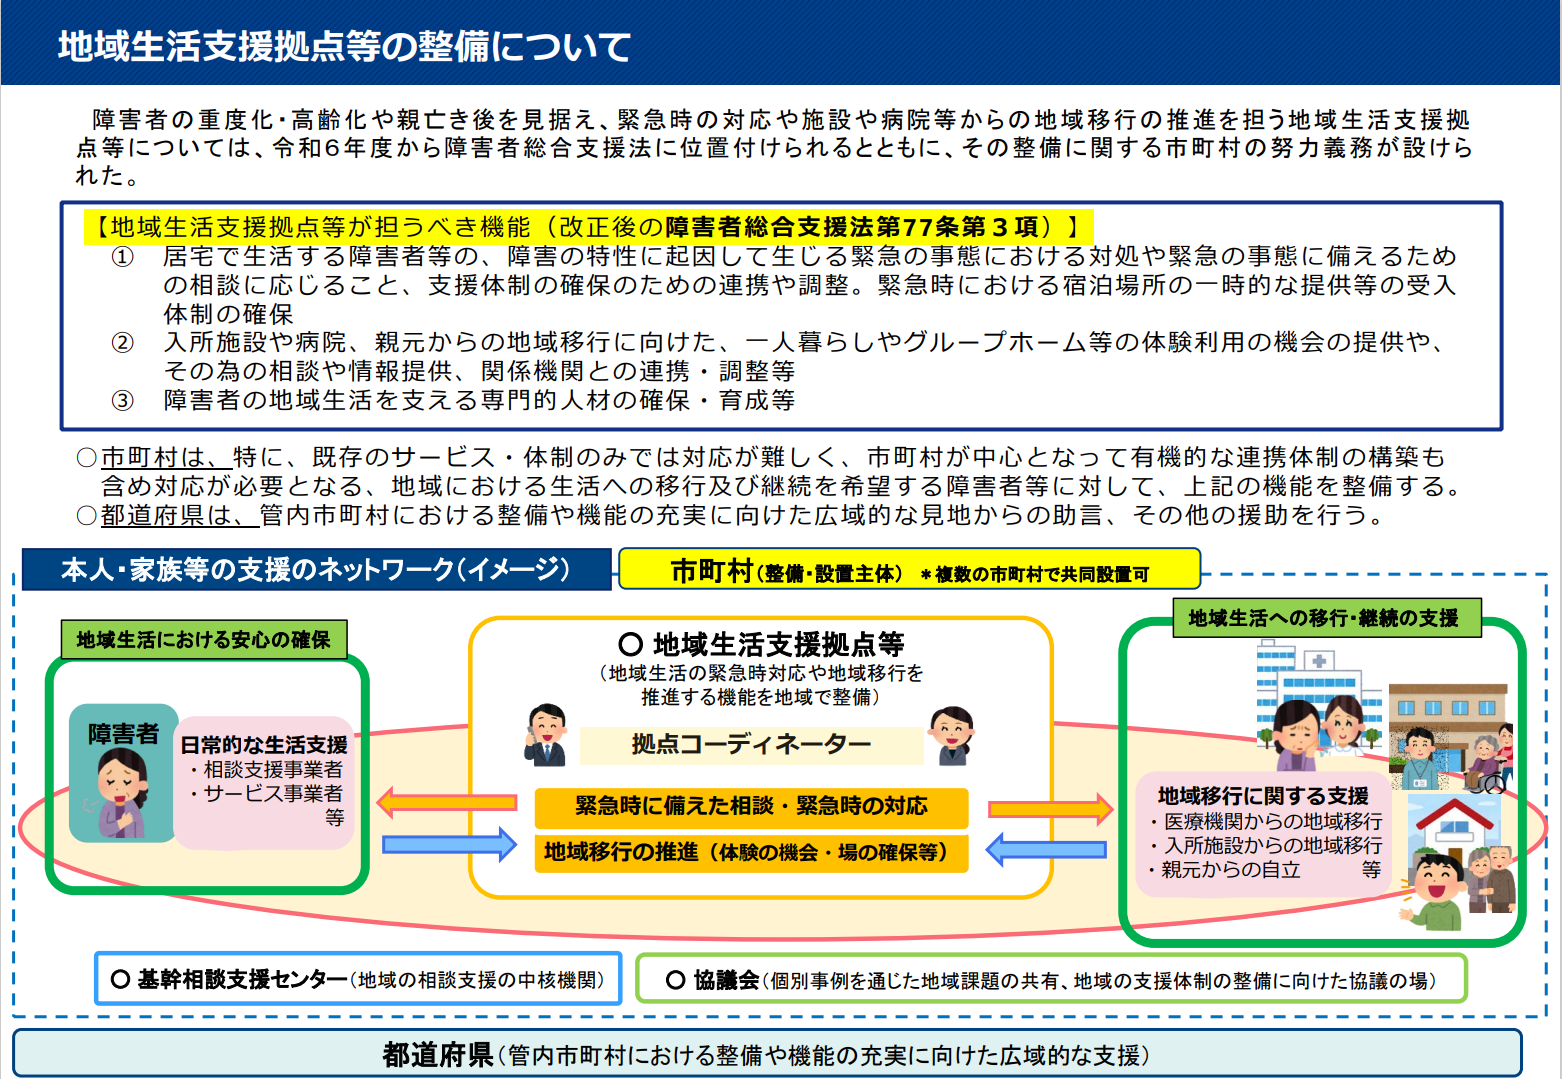 地域生活支援拠点等の整備について
障害者の重度化・高齢化や親亡き後を見据え、緊急時の対応や施設や病院等からの地域移行の推進を担う地域生活支援拠
点等については、令和6年度から障害者総合支援法に位置付けられるとともに、その整備に関する市町村の努力義務が設けら
れた。
【地域生活支援拠点等が担うべき機能（改正後の障害者総合支援法第77条第３項）】
① 居宅で生活する障害者等の、障害の特性に起因して生じる緊急の事態における対処や緊急の事態に備えるため
の相談に応じること、支援体制の確保のための連携や調整。緊急時における宿泊場所の一時的な提供等の受入
体制の確保
② 入所施設や病院、親元からの地域移行に向けた、一人暮らしやグループホーム等の体験利用の機会の提供や、
その為の相談や情報提供、関係機関との連携・調整等
③ 障害者の地域生活を支える専門的人材の確保・育成等
○市町村は、特に、既存のサービス・体制のみでは対応が難しく、市町村が中心となって有機的な連携体制の構築も
含め対応が必要となる、地域における生活への移行及び継続を希望する障害者等に対して、上記の機能を整備する。
○都道府県は、管内市町村における整備や機能の充実に向けた広域的な見地からの助言、その他の援助を行う。
本人・家族等の支援のネットワーク（イメージ）
市町村（整備・設置主体） ＊複数の市町村で共同設置可
地域生活における安心の確保
障害者
日常的な生活支援
・相談支援事業者
・サービス事業者
等
○ 地域生活支援拠点等
（地域生活の緊急時対応や地域移行を
推進する機能を地域で整備）
拠点コーディネーター
緊急時に備えた相談・緊急時の対応
地域移行の推進（体験の機会・場の確保等）
地域生活への移行・継続の支援
地域移行に関する支援
・医療機関からの地域移行
・入所施設からの地域移行
・親元からの自立 等
○ 基幹相談支援センター（地域の相談支援の中核機関）
○ 協議会（個別事例を通じた地域課題の共有、地域の支援体制の整備に向けた協議の場）
都道府県（管内市町村における整備や機能の充実に向けた広域的な支援）